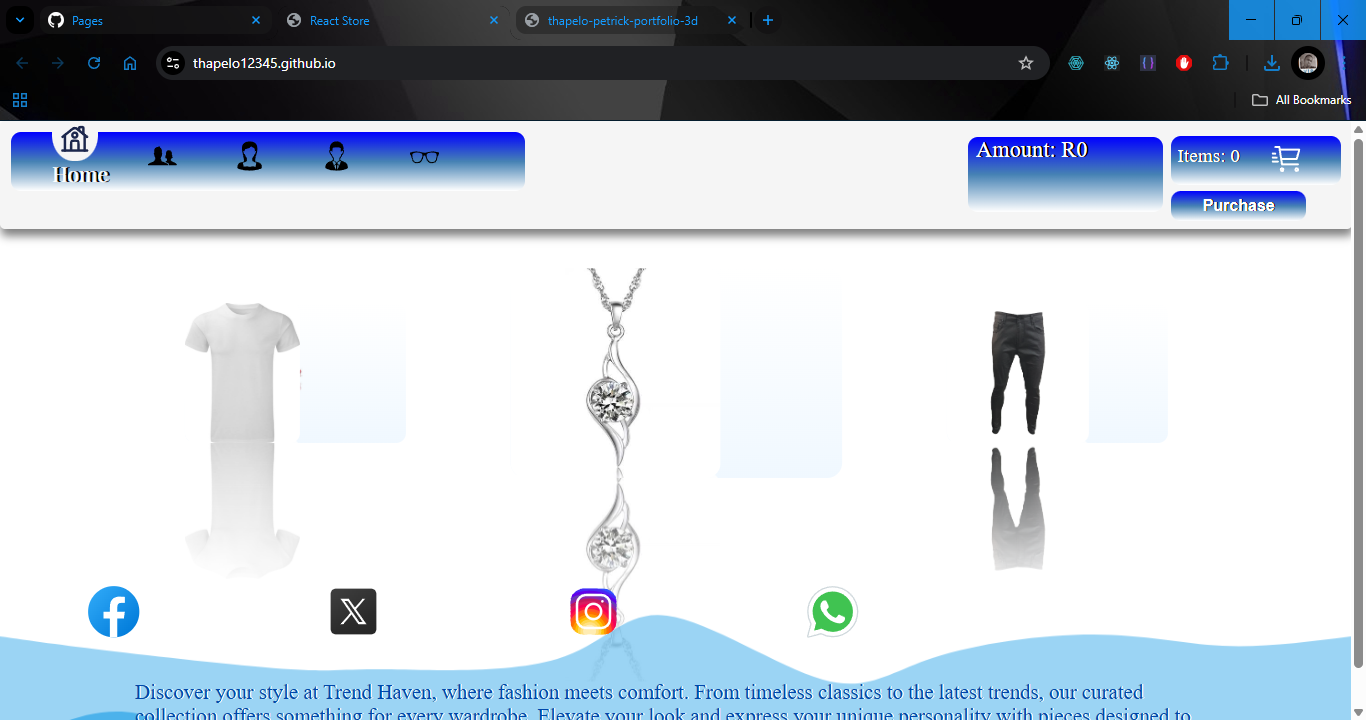 Pages
React Store
thapelo-petrick-portfolio-3d
thapelo12345.github.io
All Bookmarks
Home
Amount: R0
Items: 0
Purchase
Discover your style at Trend Haven, where fashion meets comfort. From timeless classics to the latest trends, our curated
collection offers something for every wardrobe. Elevate your look and express your unique personality with pieces designed to